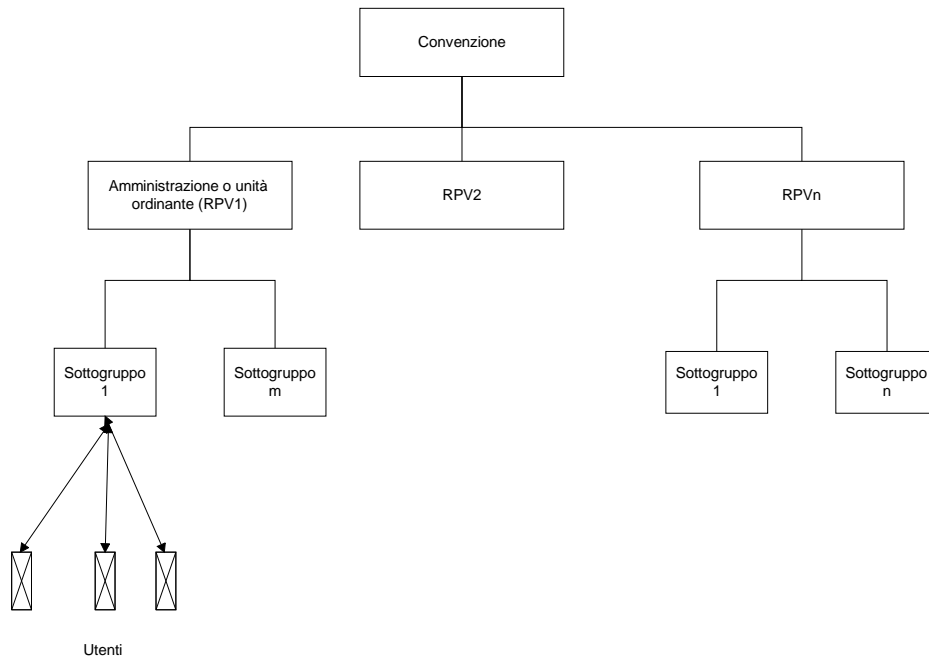 Convenzione
Amministrazione o unità
ordinante (RPV1)
RPV2
RPVn
Sottogruppo
1
Sottogruppo
m
Sottogruppo
1
Sottogruppo
n
Utenti